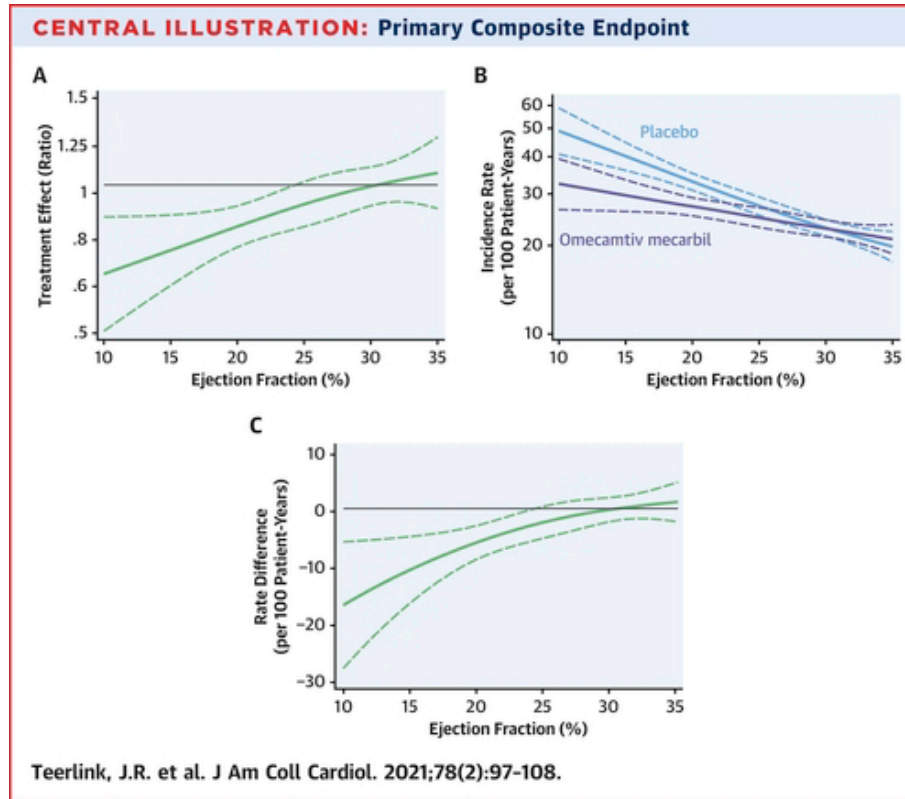 CENTRAL ILLUSTRATION: Primary Composite Endpoint
A
Treatment Effect (Ratio)
1.5
1.25
1
.8
.6
.5
10 15 20 25 30 35
Ejection Fraction (%)
B
Incidence Rate
(per 100 Patient-Years)
60
50
40
30
20
10
Placebo
Omecamtiv mecarbil
10 15 20 25 30 35
Ejection Fraction (%)
C
Rate Difference
(per 100 Patient-Years)
10
0
−10
−20
−30
10 15 20 25 30 35
Ejection Fraction (%)
Teerlink, J.R. et al. J Am Coll Cardiol. 2021;78(2):97–108.